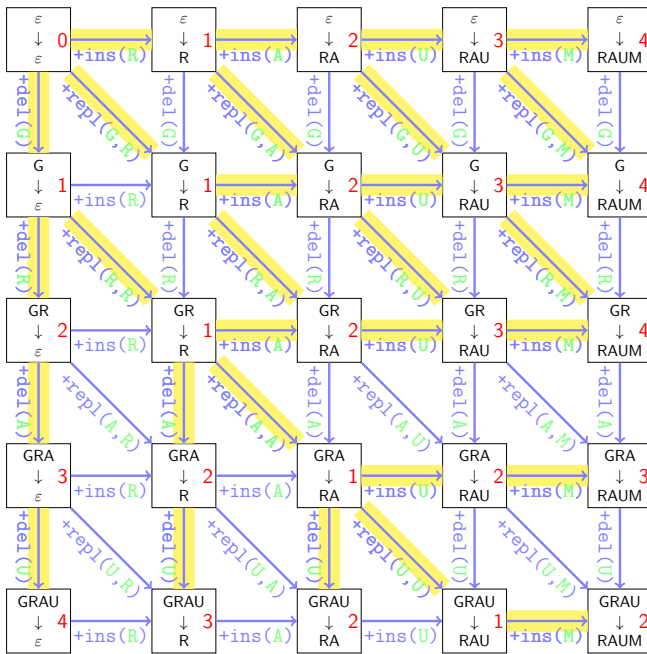 ε ε ε ε ε
↓ 0 ↓ 1 ↓ 2 ↓ 3 ↓ 4
ε +ins(R) R +ins(A) RA +ins(U) RAU +ins(M) RAUM
+del(G) +repl(G,R) +del(G) +repl(G,A) +del(G) +repl(G,U) +del(G) +repl(G,M) +del(G)
G G G G G
↓ 1 ↓ 1 ↓ 2 ↓ 3 ↓ 4
ε +ins(R) R +ins(A) RA +ins(U) RAU +ins(M) RAUM
+del(R) +repl(R,R) +del(R) +repl(R,A) +del(R) +repl(R,U) +del(R) +repl(R,M) +del(R)
GR GR GR GR GR
↓ 2 ↓ 1 ↓ 2 ↓ 3 ↓ 4
ε +ins(R) R +ins(A) RA +ins(U) RAU +ins(M) RAUM
+del(A) +repl(A,R) +del(A) +repl(A,A) +del(A) +repl(A,U) +del(A) +repl(A,M) +del(A)
GRA GRA GRA GRA GRA
↓ 3 ↓ 2 ↓ 1 ↓ 2 ↓ 3
ε +ins(R) R +ins(A) RA +ins(U) RAU +ins(M) RAUM
+del(U) +repl(U,R) +del(U) +repl(U,A) +del(U) +repl(U,U) +del(U) +repl(U,M) +del(U)
GRAU GRAU GRAU GRAU GRAU
↓ 4 ↓ 3 ↓ 2 ↓ 1 ↓ 2
ε +ins(R) R +ins(A) RA +ins(U) RAU +ins(M) RAUM